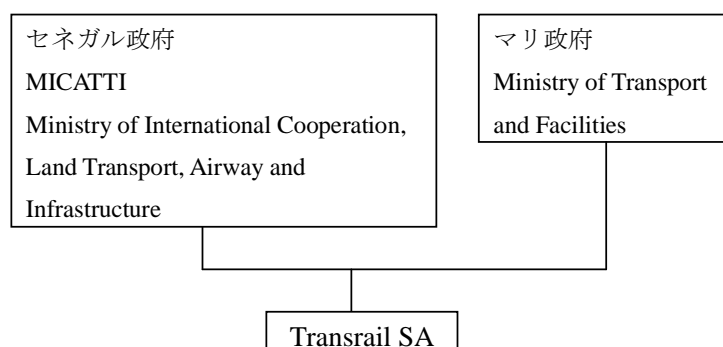 セネガル政府
MICATTI
Ministry of International Cooperation,
Land Transport, Airway and
Infrastructure
マリ政府
Ministry of Transport
and Facilities
Transrail SA